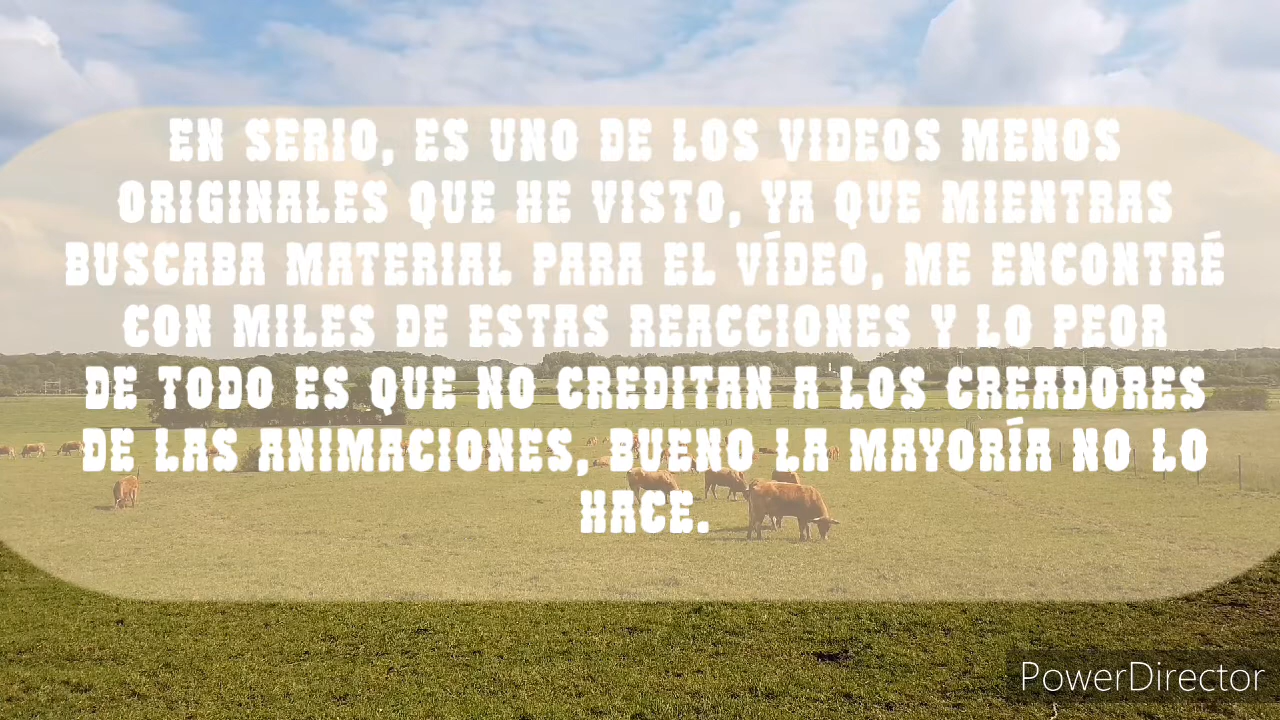 EN SERIO, ES UNO DE LOS VIDEOS MENOS
ORIGINALES QUE HE VISTO, YA QUE MIENTRAS
BUSCABA MATERIAL PARA EL VÍDEO, ME ENCONTRÉ
CON MILES DE ESTAS REACCIONES Y LO PEOR
DE TODO ES QUE NO CREDITAN A LOS CREADORES
DE LAS ANIMACIONES, BUENO LA MAYORÍA NO LO
HACE.
PowerDirector